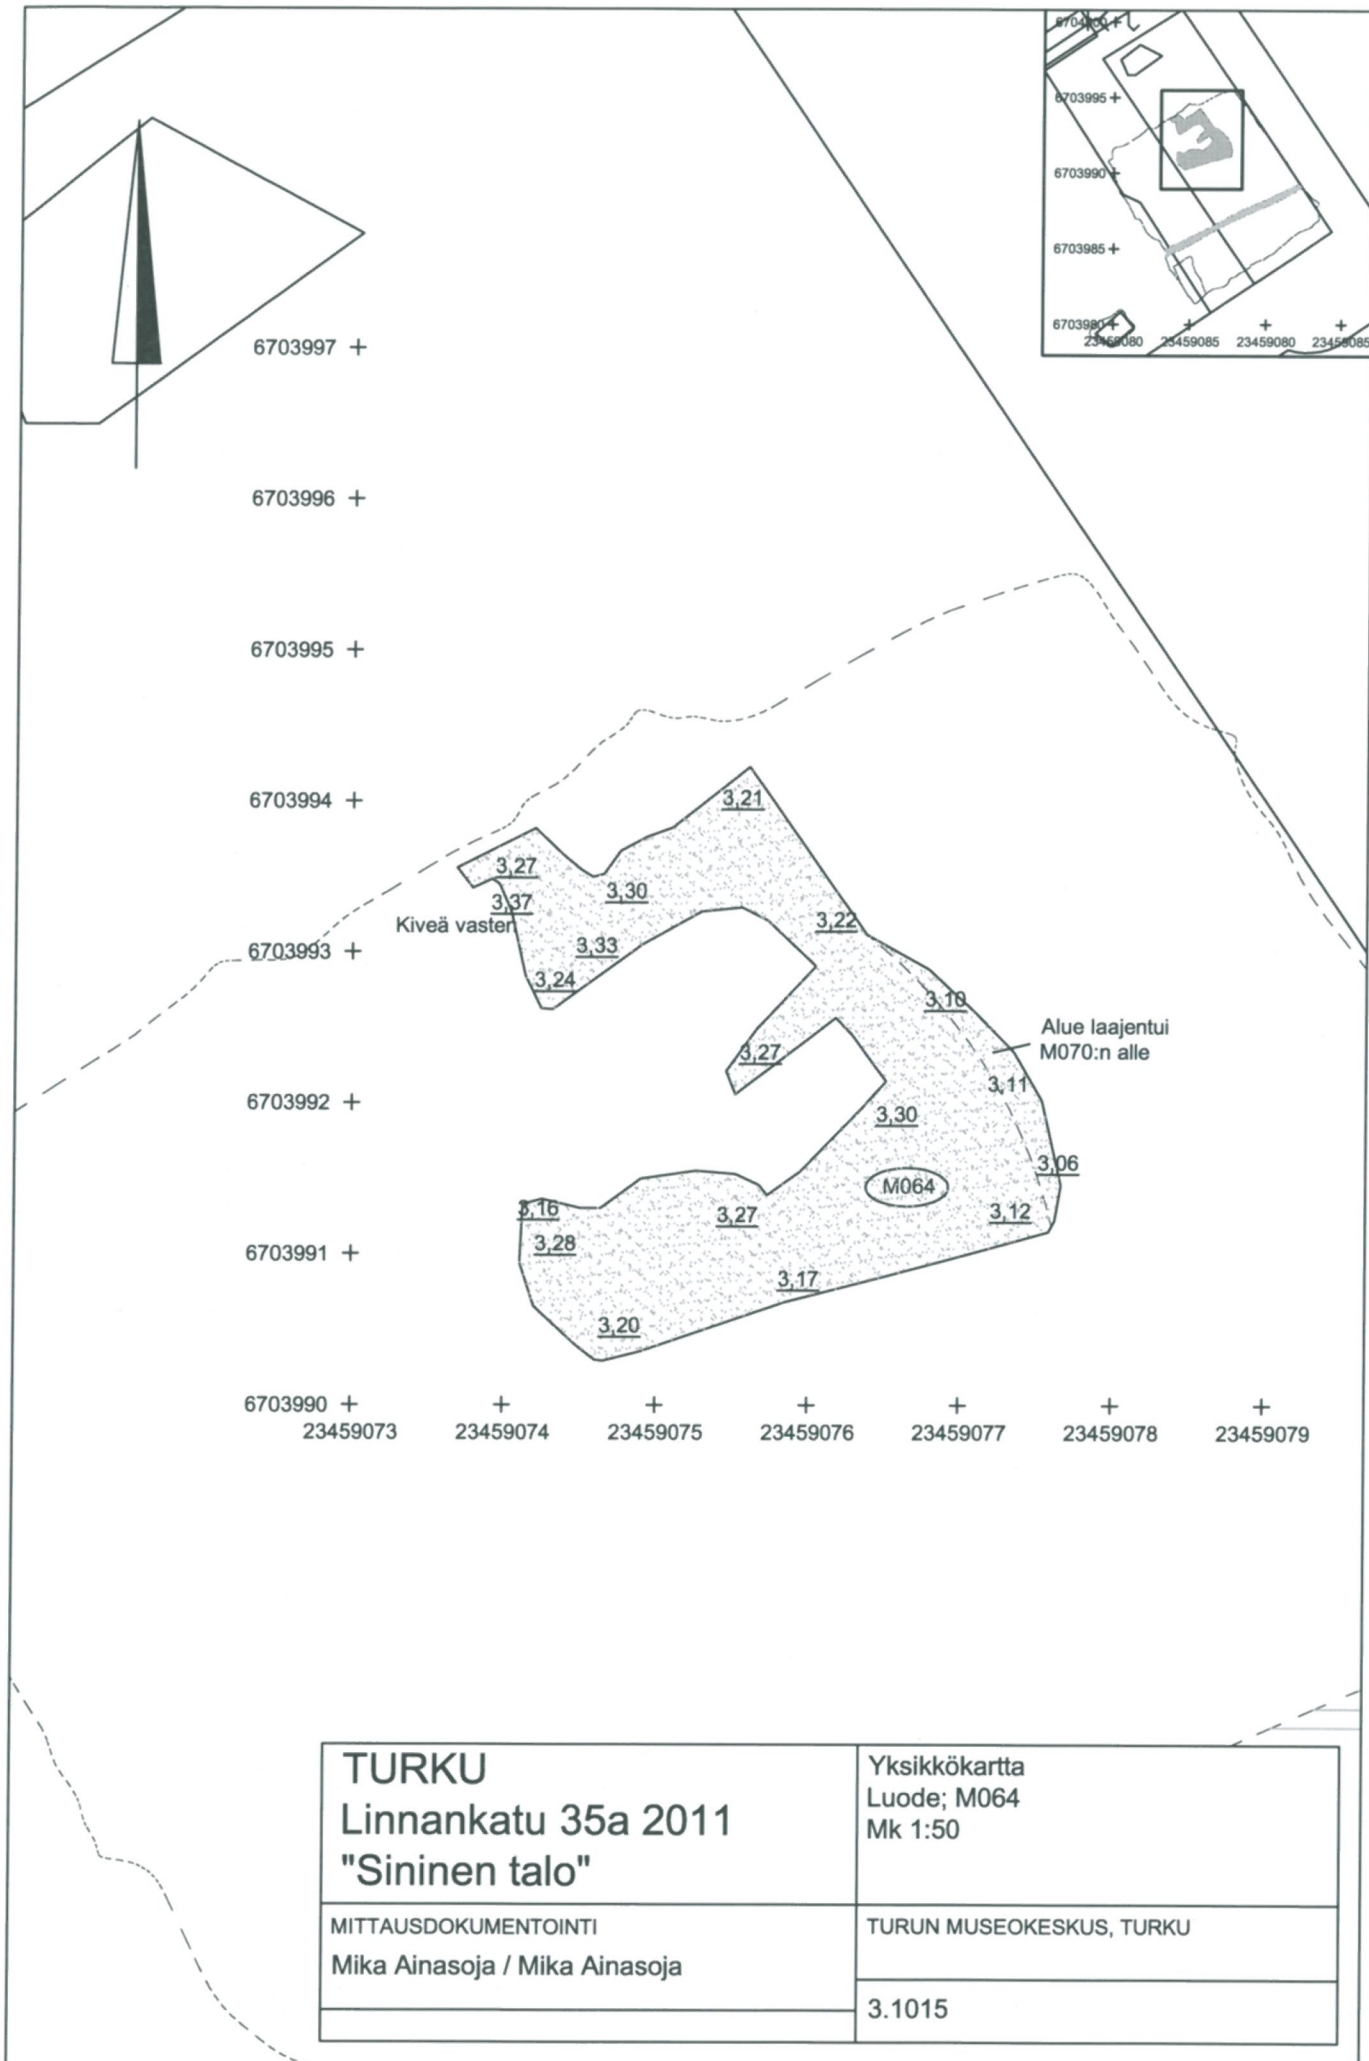 6704000
6703995
6703990
6703985
6703980
23459080 23459085 23459080 23459085
6703997
6703996
6703995
6703994
3,21
3,27
3,30
3,37
Kiveä vasten
3,22
6703993
3,33
3,24
3,10
Alue laajentui
M070:n alle
3,27
3,11
6703992
3,30
3,06
M064
3,16
3,27
3,12
3,28
6703991
3,17
3,20
6703990
23459073 23459074 23459075 23459076 23459077 23459078 23459079
TURKU
Linnankatu 35a 2011
"Sininen talo"
Yksikkökartta
Luode; M064
Mk 1:50
MITTAUSDOKUMENTOINTI
Mika Ainasoja / Mika Ainasoja
TURUN MUSEOKESKUS, TURKU
3.1015